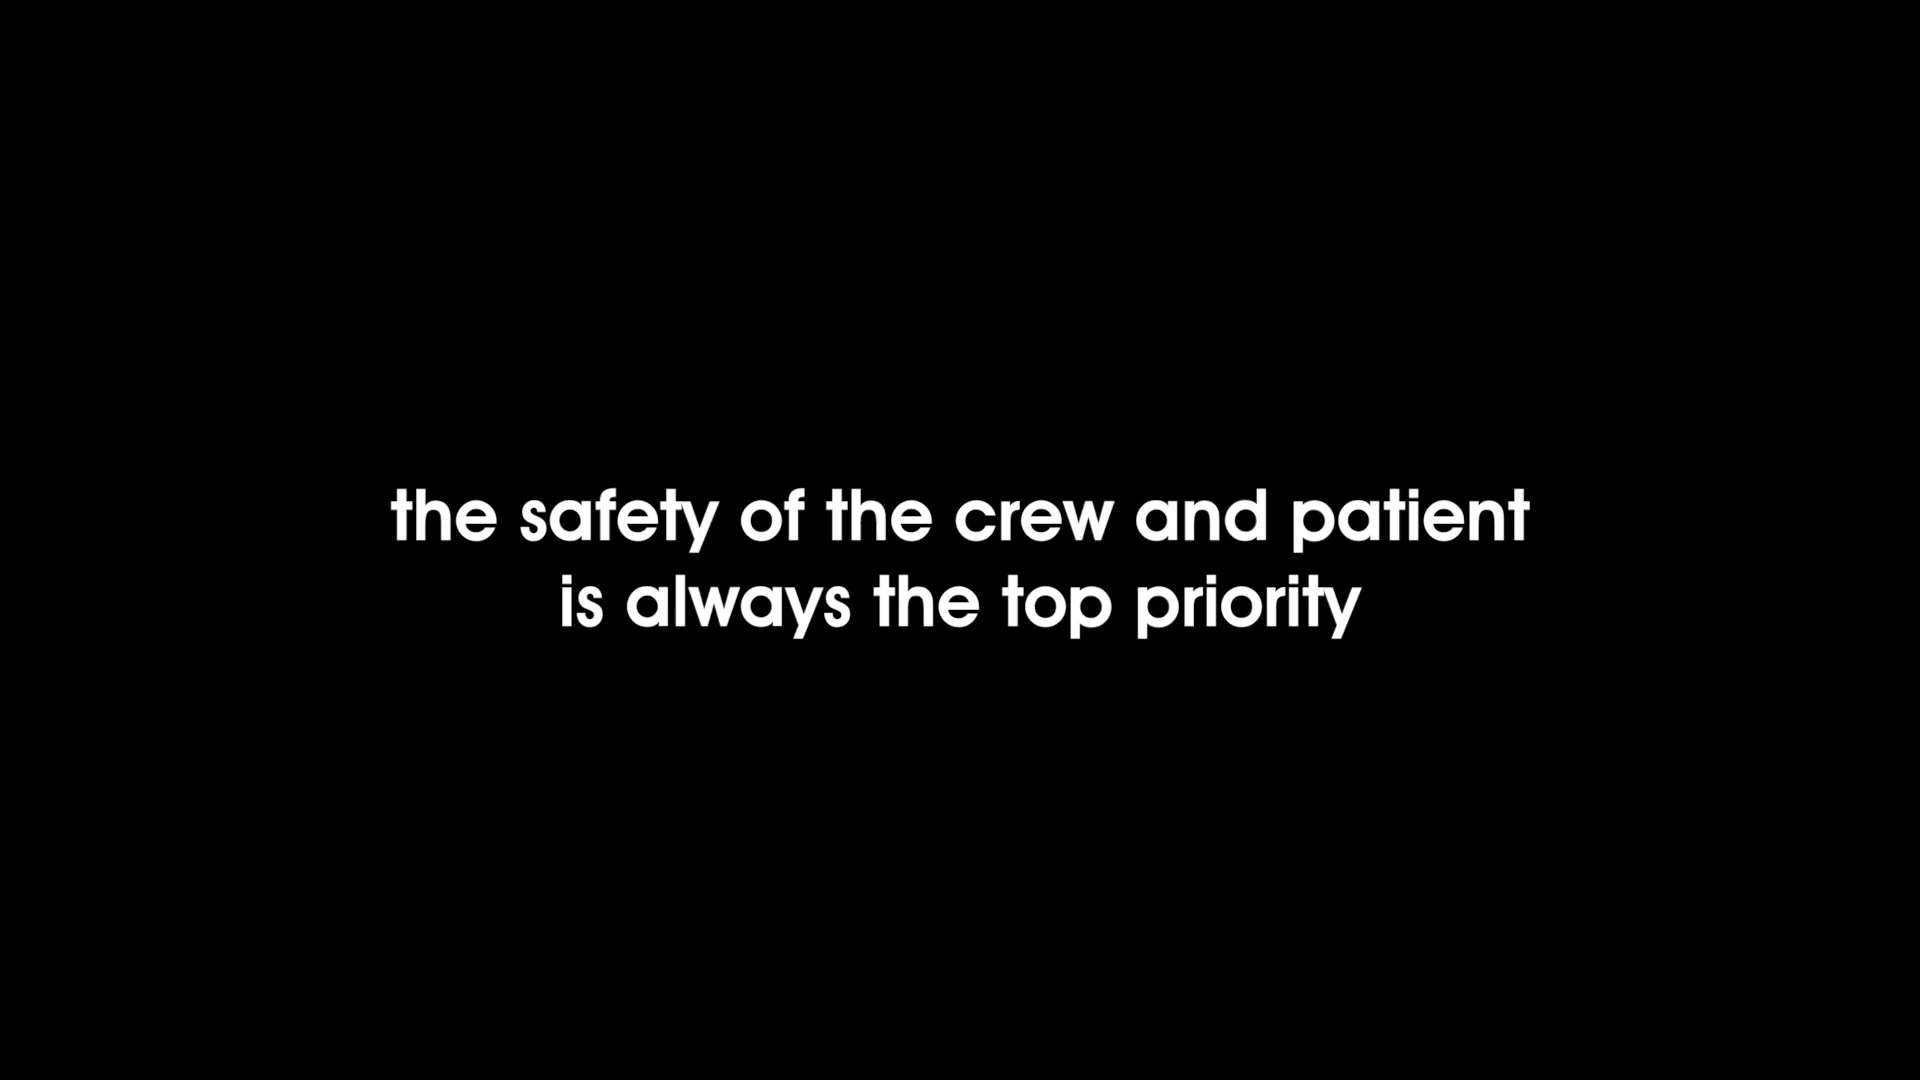 the safety of the crew and patient
is always the top priority